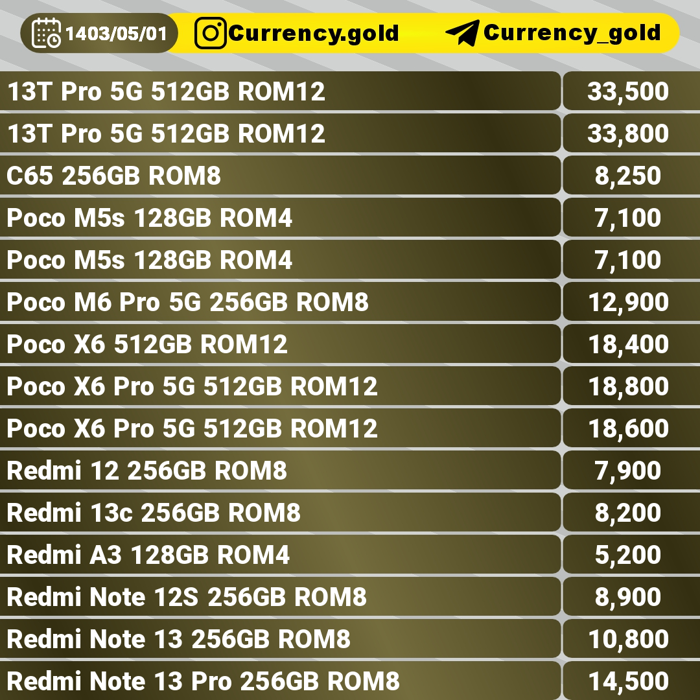 1403/05/01 Currency.gold Currency_gold
13T Pro 5G 512GB ROM12 33,500
13T Pro 5G 512GB ROM12 33,800
C65 256GB ROM8 8,250
Poco M5s 128GB ROM4 7,100
Poco M5s 128GB ROM4 7,100
Poco M6 Pro 5G 256GB ROM8 12,900
Poco X6 512GB ROM12 18,400
Poco X6 Pro 5G 512GB ROM12 18,800
Poco X6 Pro 5G 512GB ROM12 18,600
Redmi 12 256GB ROM8 7,900
Redmi 13c 256GB ROM8 8,200
Redmi A3 128GB ROM4 5,200
Redmi Note 12S 256GB ROM8 8,900
Redmi Note 13 256GB ROM8 10,800
Redmi Note 13 Pro 256GB ROM8 14,500